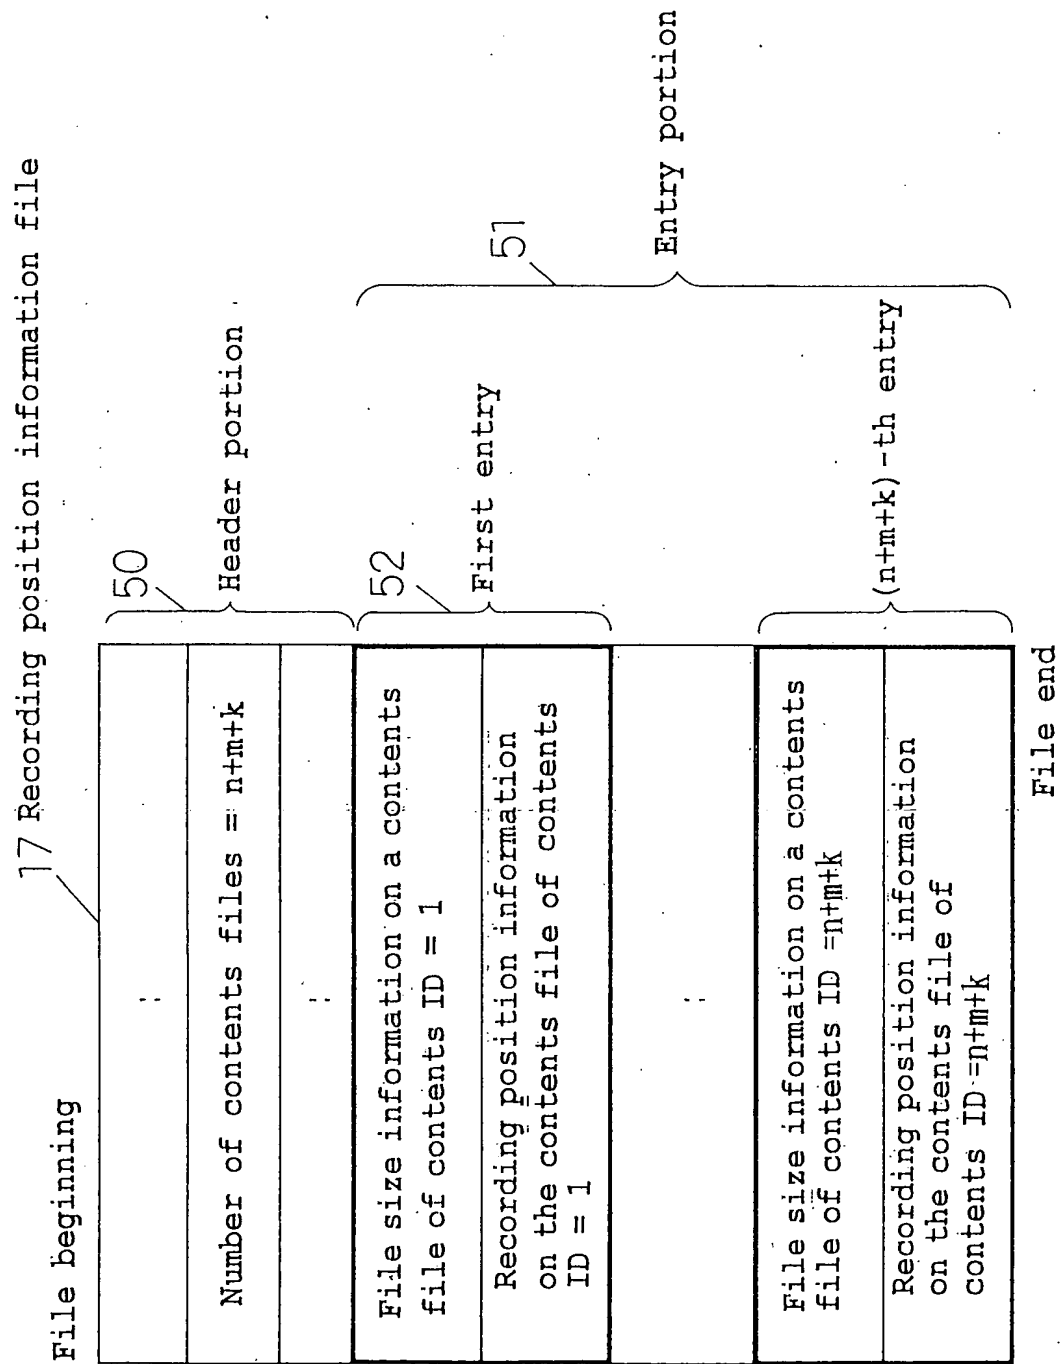 17 Recording position information file
File beginning
50
Header portion
:
Number of contents files = n+m+k
:
51
Entry portion
52
First entry
File size information on a contents
file of contents ID = 1
Recording position information
on the contents file of contents
ID = 1
:
(n+m+k)-th entry
File size information on a contents
file of contents ID =n+m+k
Recording position information
on the contents file of
contents ID =n+m+k
File end